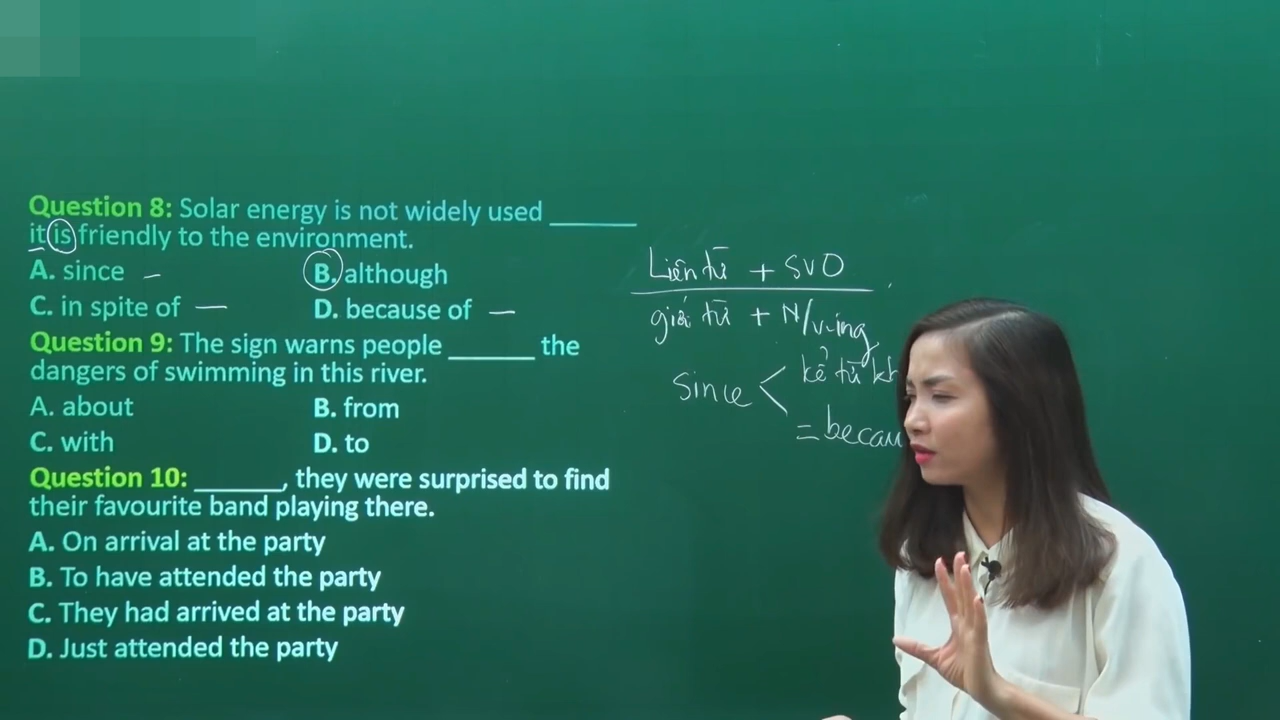 Question 8: Solar energy is not widely used _______
it is friendly to the environment.
A. since
B. although
C. in spite of
D. because of
Question 9: The sign warns people _______ the
dangers of swimming in this river.
A. about
B. from
C. with
D. to
Question 10: _______, they were surprised to find
their favourite band playing there.
A. On arrival at the party
B. To have attended the party
C. They had arrived at the party
D. Just attended the party
Liên từ + SVO
giới từ + N/V-ing
Since < kể từ kh
= becau